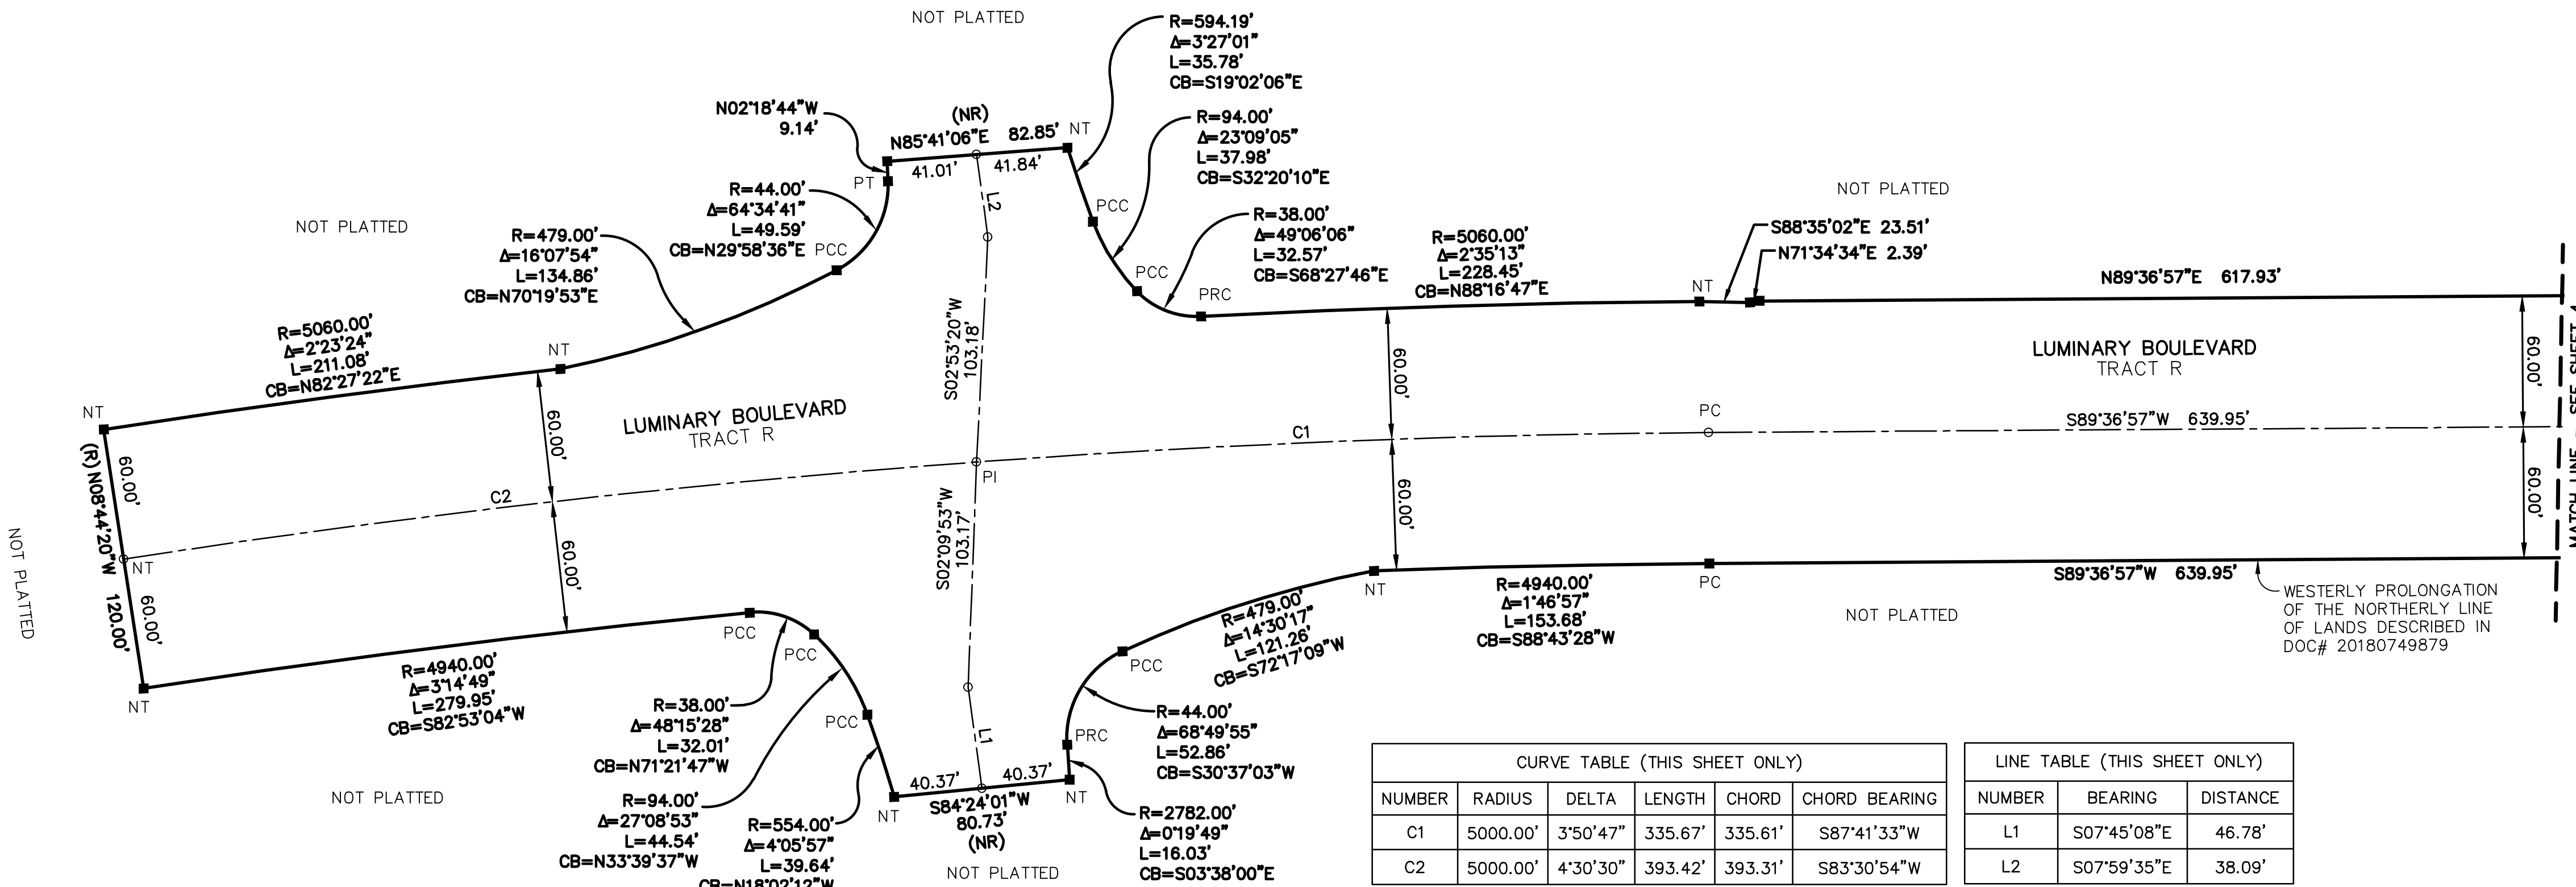 NOT PLATTED
R=594.19'
Δ=3°27'01"
L=35.78'
CB=S19°02'06"E
N02°18'44"W
9.14'
(NR)
N85°41'06"E 82.85'
NT
41.01'
41.84'
PT
L2
R=94.00'
Δ=23°09'05"
L=37.98'
CB=S32°20'10"E
R=44.00'
Δ=64°34'41"
L=49.59'
CB=N29°58'36"E
PCC
NOT PLATTED
R=479.00'
Δ=16°07'54"
L=134.86'
CB=N70°19'53"E
PCC
R=38.00'
Δ=49°06'06"
L=32.57'
CB=S68°27'46"E
PCC
PRC
R=5060.00'
Δ=2°35'13"
L=228.45'
CB=N88°16'47"E
NOT PLATTED
S88°35'02"E 23.51'
N71°34'34"E 2.39'
NT
N89°36'57"E 617.93'
R=5060.00'
Δ=2°23'24"
L=211.08'
CB=N82°27'22"E
NT
NT
S02°53'20"W
103.18'
60.00'
LUMINARY BOULEVARD
TRACT R
60.00'
MATCH LINE - SEE SHEET 4
LUMINARY BOULEVARD
TRACT R
60.00'
60.00'
(R) N08°44'20"W 120.00'
C2
PI
C1
PC
S89°36'57"W 639.95'
NT
60.00'
60.00'
60.00'
60.00'
NOT PLATTED
S02°09'53"W
103.17'
NT
R=4940.00'
Δ=3°14'49"
L=279.95'
CB=S82°53'04"W
PCC
PCC
PCC
R=38.00'
Δ=48°15'28"
L=32.01'
CB=N71°21'47"W
R=94.00'
Δ=27°08'53"
L=44.54'
CB=N33°39'37"W
R=554.00'
Δ=4°05'57"
L=39.64'
CB=N18°02'12"W
NOT PLATTED
L1
40.37'
40.37'
NT
S84°24'01"W
80.73'
(NR)
NT
NOT PLATTED
PRC
PCC
R=44.00'
Δ=68°49'55"
L=52.86'
CB=S30°37'03"W
R=2782.00'
Δ=0°19'49"
L=16.03'
CB=S03°38'00"E
R=479.00'
Δ=14°30'17"
L=121.26'
CB=S72°17'09"W
NT
R=4940.00'
Δ=1°46'57"
L=153.68'
CB=S88°43'28"W
PC
NOT PLATTED
S89°36'57"W 639.95'
WESTERLY PROLONGATION
OF THE NORTHERLY LINE
OF LANDS DESCRIBED IN
DOC# 20180749879
CURVE TABLE (THIS SHEET ONLY)
NUMBER RADIUS DELTA LENGTH CHORD CHORD BEARING
C1 5000.00' 3°50'47" 335.67' 335.61' S87°41'33"W
C2 5000.00' 4°30'30" 393.42' 393.31' S83°30'54"W
LINE TABLE (THIS SHEET ONLY)
NUMBER BEARING DISTANCE
L1 S07°45'08"E 46.78'
L2 S07°59'35"E 38.09'